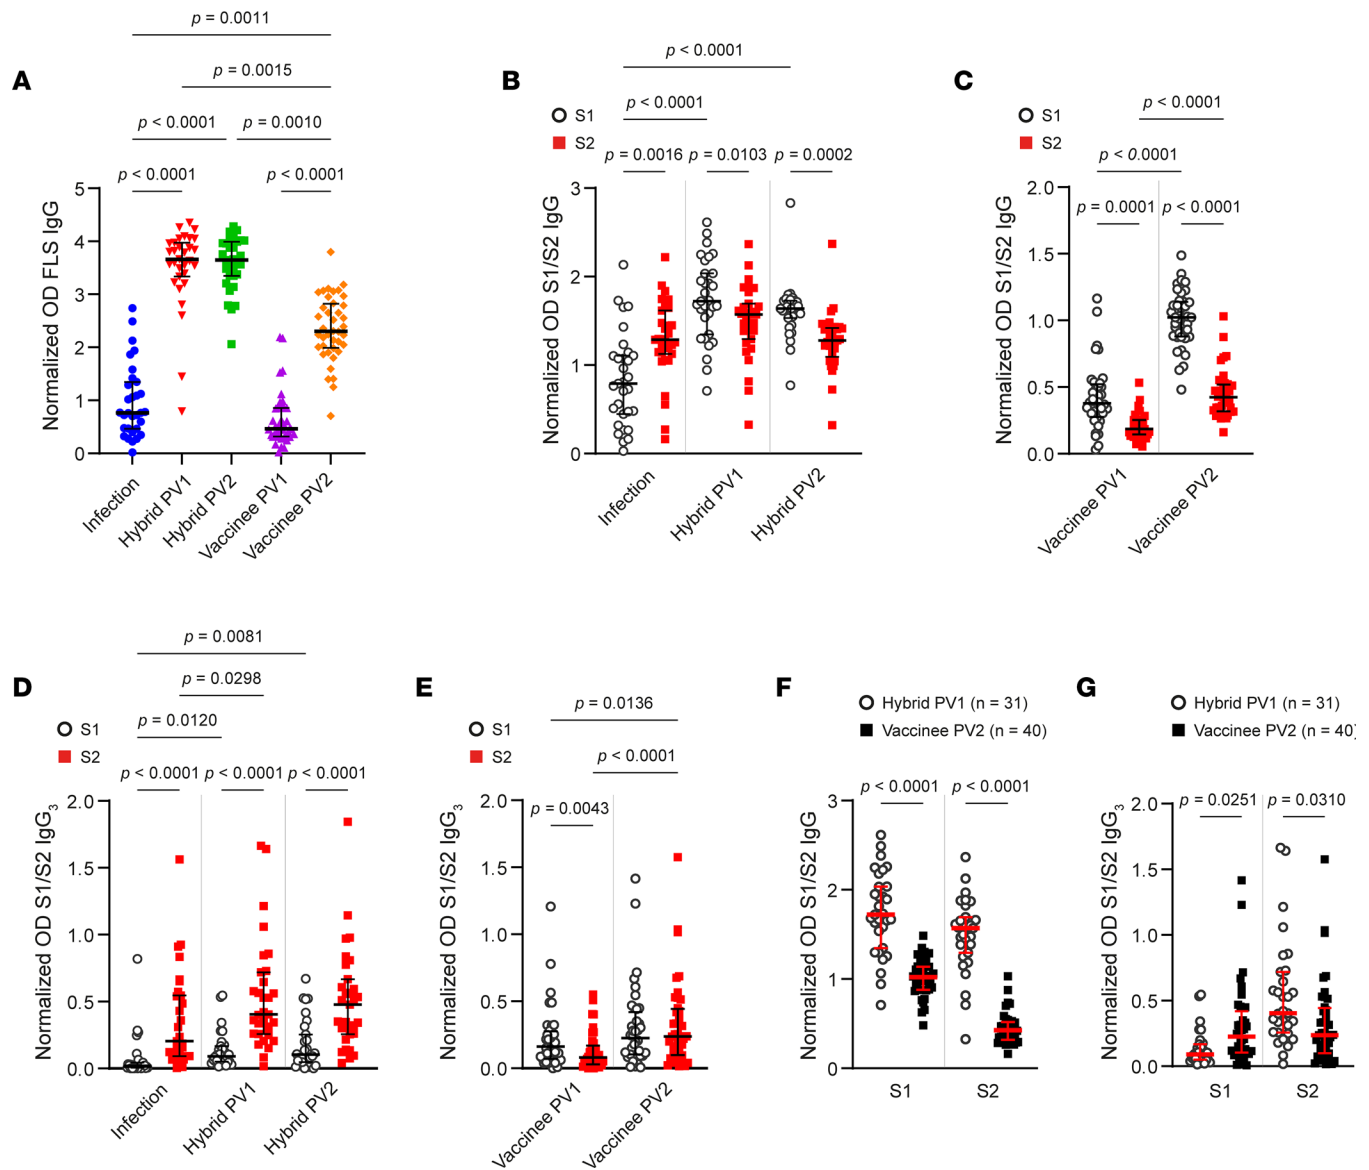 A
p = 0.0011
p = 0.0015
p < 0.0001
p = 0.0010
p < 0.0001
p < 0.0001
Normalized OD FLS IgG
5
4
3
2
1
0
Infection
Hybrid PV1
Hybrid PV2
Vaccinee PV1
Vaccinee PV2
B
p < 0.0001
S1
S2
p < 0.0001
p = 0.0016
p = 0.0103
p = 0.0002
Normalized OD S1/S2 IgG
3
2
1
0
Infection
Hybrid PV1
Hybrid PV2
C
S1
S2
p < 0.0001
p < 0.0001
p = 0.0001
p < 0.0001
Normalized OD S1/S2 IgG
2.0
1.5
1.0
0.5
0.0
Vaccinee PV1
Vaccinee PV2
D
p = 0.0081
p = 0.0298
S1
S2
p = 0.0120
p < 0.0001
p < 0.0001
p < 0.0001
Normalized OD S1/S2 IgG3
2.0
1.5
1.0
0.5
0.0
Infection
Hybrid PV1
Hybrid PV2
E
S1
S2
p = 0.0136
p < 0.0001
p = 0.0043
Normalized OD S1/S2 IgG3
2.0
1.5
1.0
0.5
0.0
Vaccinee PV1
Vaccinee PV2
F
Hybrid PV1 (n = 31)
Vaccinee PV2 (n = 40)
p < 0.0001
p < 0.0001
Normalized OD S1/S2 IgG
3
2
1
0
S1
S2
G
Hybrid PV1 (n = 31)
Vaccinee PV2 (n = 40)
p = 0.0251
p = 0.0310
Normalized OD S1/S2 IgG3
2.0
1.5
1.0
0.5
0.0
S1
S2